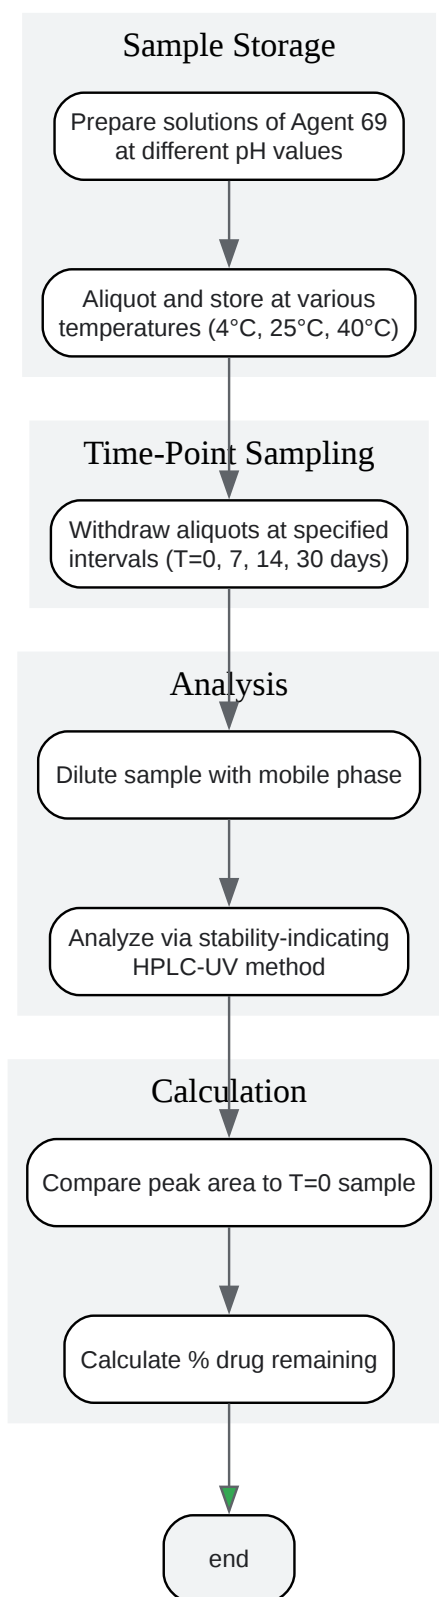 Sample Storage
Prepare solutions of Agent 69
at different pH values
Aliquot and store at various
temperatures (4°C, 25°C, 40°C)
Time-Point Sampling
Withdraw aliquots at specified
intervals (T=0, 7, 14, 30 days)
Analysis
Dilute sample with mobile phase
Analyze via stability-indicating
HPLC-UV method
Calculation
Compare peak area to T=0 sample
Calculate % drug remaining
end